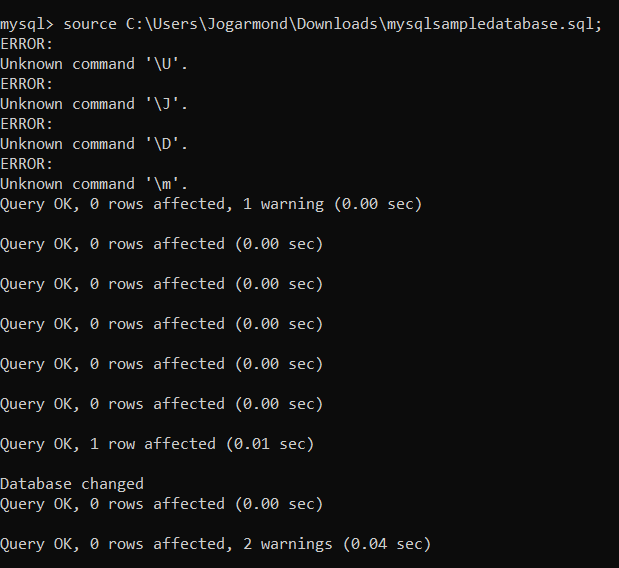 mysql> source C:\Users\Jogarmond\Downloads\mysqlsampledatabase.sql;
ERROR:
Unknown command '\U'.
ERROR:
Unknown command '\J'.
ERROR:
Unknown command '\D'.
ERROR:
Unknown command '\m'.
Query OK, 0 rows affected, 1 warning (0.00 sec)
Query OK, 0 rows affected (0.00 sec)
Query OK, 0 rows affected (0.00 sec)
Query OK, 0 rows affected (0.00 sec)
Query OK, 0 rows affected (0.00 sec)
Query OK, 0 rows affected (0.00 sec)
Query OK, 1 row affected (0.01 sec)
Database changed
Query OK, 0 rows affected (0.00 sec)
Query OK, 0 rows affected, 2 warnings (0.04 sec)